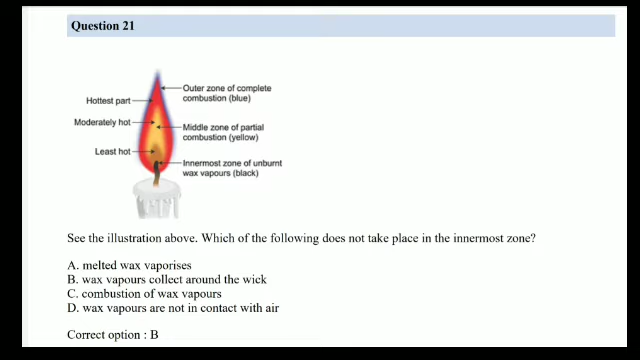 Question 21
Outer zone of complete
combustion (blue)
Hottest part
Moderately hot
Middle zone of partial
combustion (yellow)
Least hot
Innermost zone of unburnt
wax vapours (black)
See the illustration above. Which of the following does not take place in the innermost zone?
A. melted wax vaporises
B. wax vapours collect around the wick
C. combustion of wax vapours
D. wax vapours are not in contact with air
Correct option : B